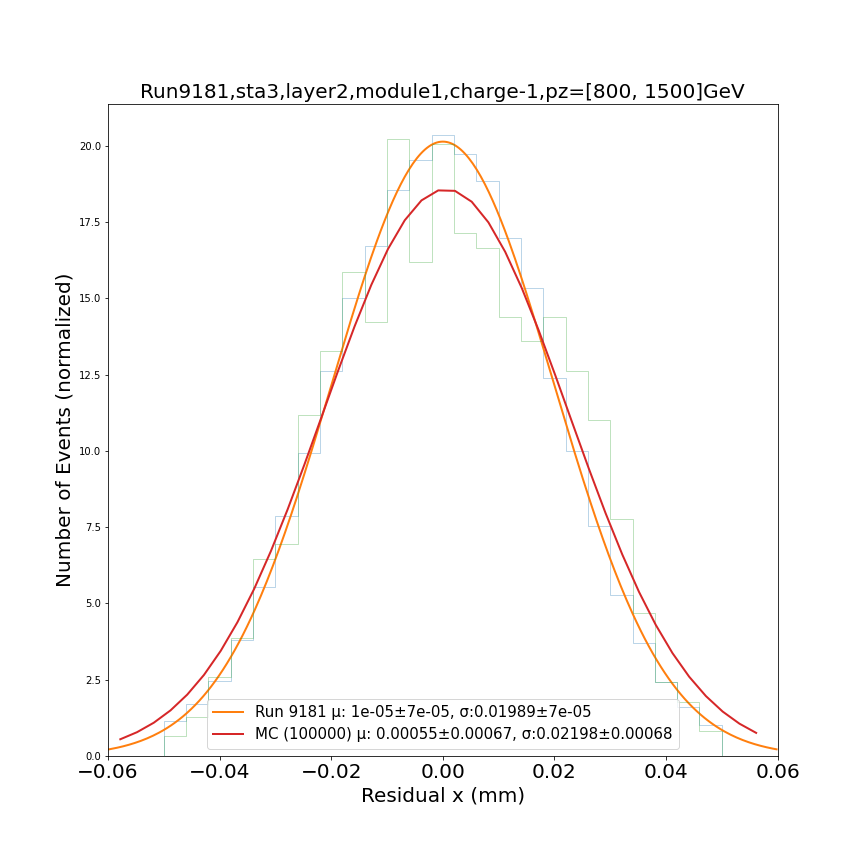 Run9181,sta3,layer2,module1,charge-1,pz=[800, 1500]GeV
Number of Events (normalized)
20.0
17.5
15.0
12.5
10.0
7.5
5.0
2.5
0.0
Run 9181 μ: 1e-05±7e-05, σ:0.01989±7e-05
MC (100000) μ: 0.00055±0.00067, σ:0.02198±0.00068
−0.06 −0.04 −0.02 0.00 0.02 0.04 0.06
Residual x (mm)